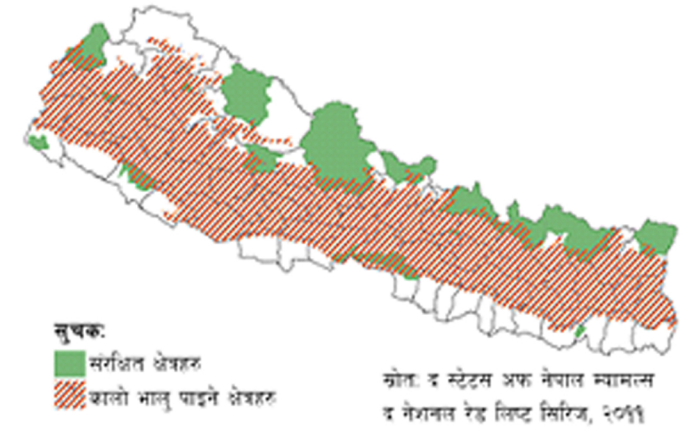 सुचक:
संरक्षित क्षेत्रहरु
कालो भालु पाइने क्षेत्रहरु
स्रोत: द स्टेटस अफ नेपाल म्यामल्स
द नेशनल रेड लिष्ट सिरिज, २०११